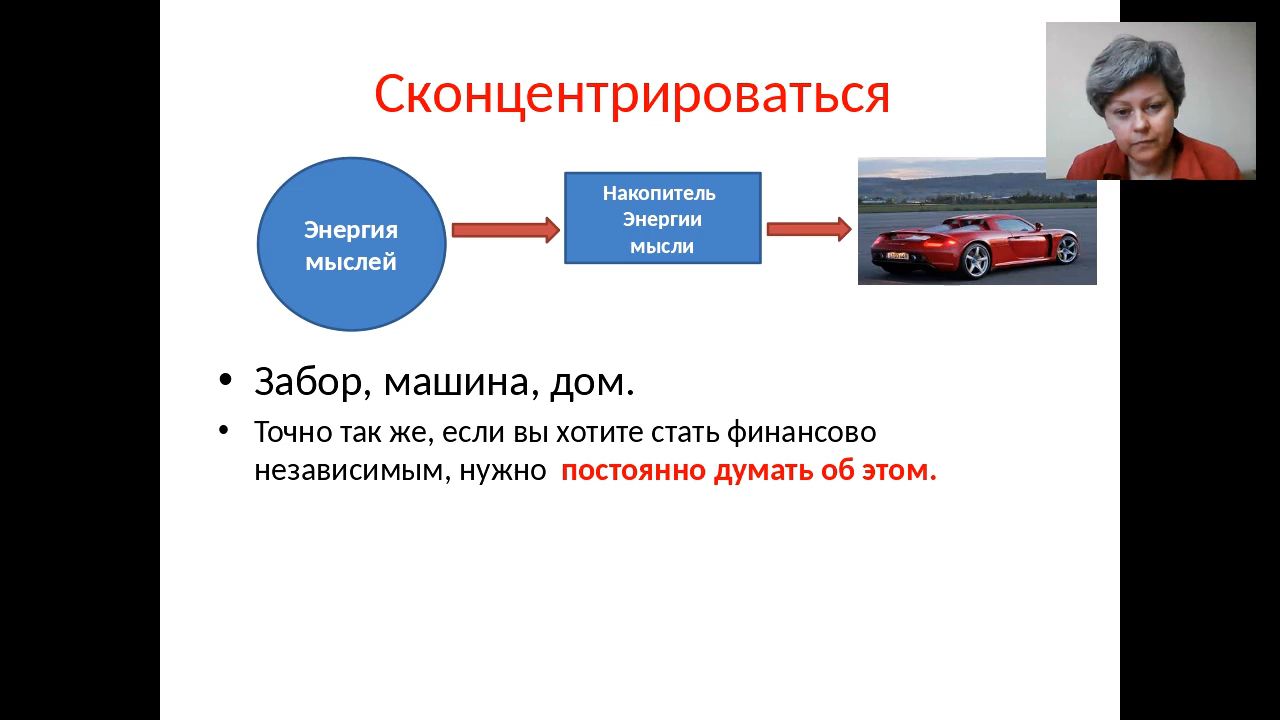 Сконцентрироваться
Энергия
мыслей
Накопитель
Энергии
мысли
• Забор, машина, дом.
• Точно так же, если вы хотите стать финансово
независимым, нужно постоянно думать об этом.